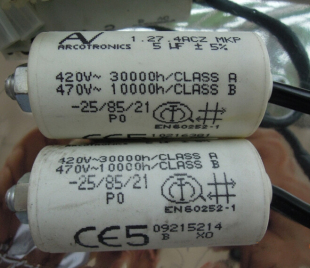 AV 1.27.4ACZ MKP
ARCOTRONICS 5 µF ± 5%
420V~ 30000h/CLASS A
470V~ 10000h/CLASS B
-25/85/21
P0
EN60252-1
420V~ 30000h/CLASS A
470V~ 10000h/CLASS B
-25/85/21
P0
EN60252-1
CE5 09215214
B XO